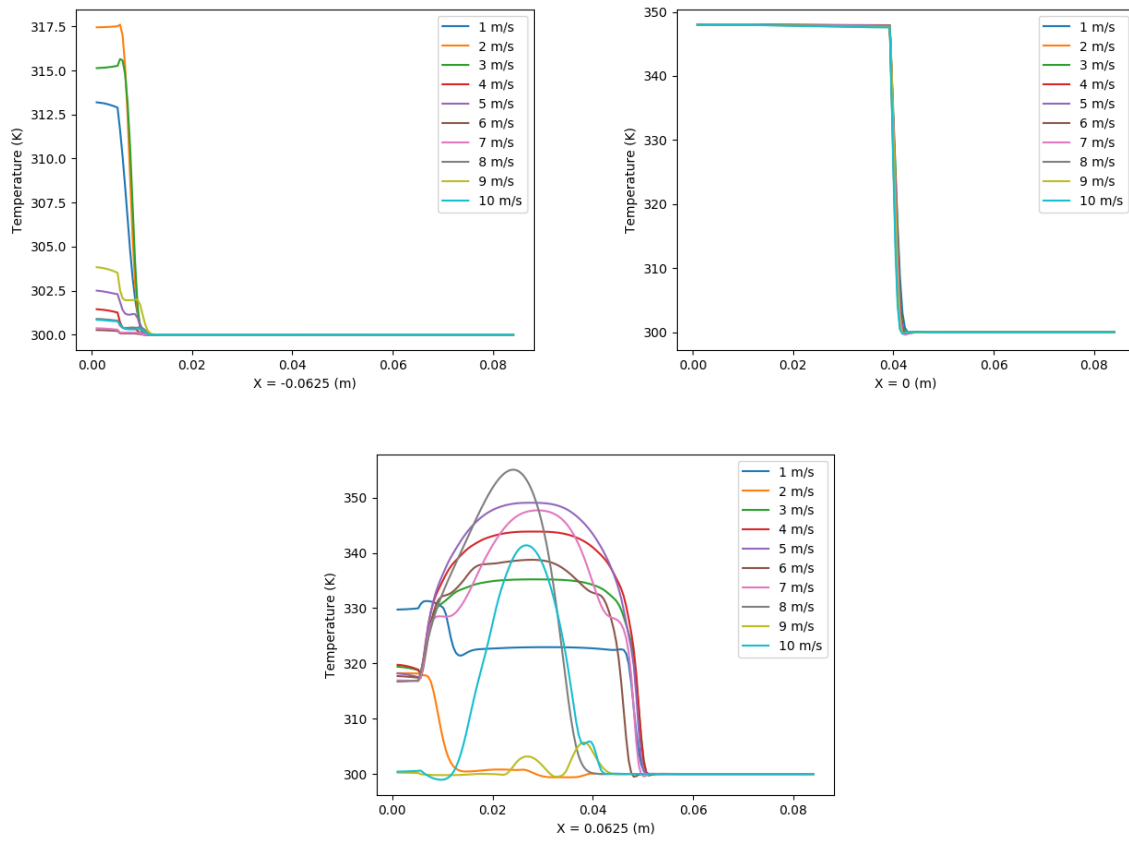 317.5
315.0
312.5
310.0
307.5
305.0
302.5
300.0
Temperature (K)
0.00 0.02 0.04 0.06 0.08
X = -0.0625 (m)
1 m/s
2 m/s
3 m/s
4 m/s
5 m/s
6 m/s
7 m/s
8 m/s
9 m/s
10 m/s
350
340
330
320
310
300
Temperature (K)
0.00 0.02 0.04 0.06 0.08
X = 0 (m)
1 m/s
2 m/s
3 m/s
4 m/s
5 m/s
6 m/s
7 m/s
8 m/s
9 m/s
10 m/s
350
340
330
320
310
300
Temperature (K)
0.00 0.02 0.04 0.06 0.08
X = 0.0625 (m)
1 m/s
2 m/s
3 m/s
4 m/s
5 m/s
6 m/s
7 m/s
8 m/s
9 m/s
10 m/s